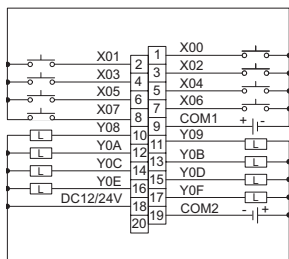 X00
X01 1
2 X02
X03 3
4 X04
X05 5
6 X06
X07 7
8 COM1 + -
Y08 9
10 Y09
L 11 L
Y0A 12 Y0B
L 13 L
Y0C 14 Y0D
L 15 L
Y0E 16 Y0F
L 17 L
DC12/24V 18 COM2 - +
19
20